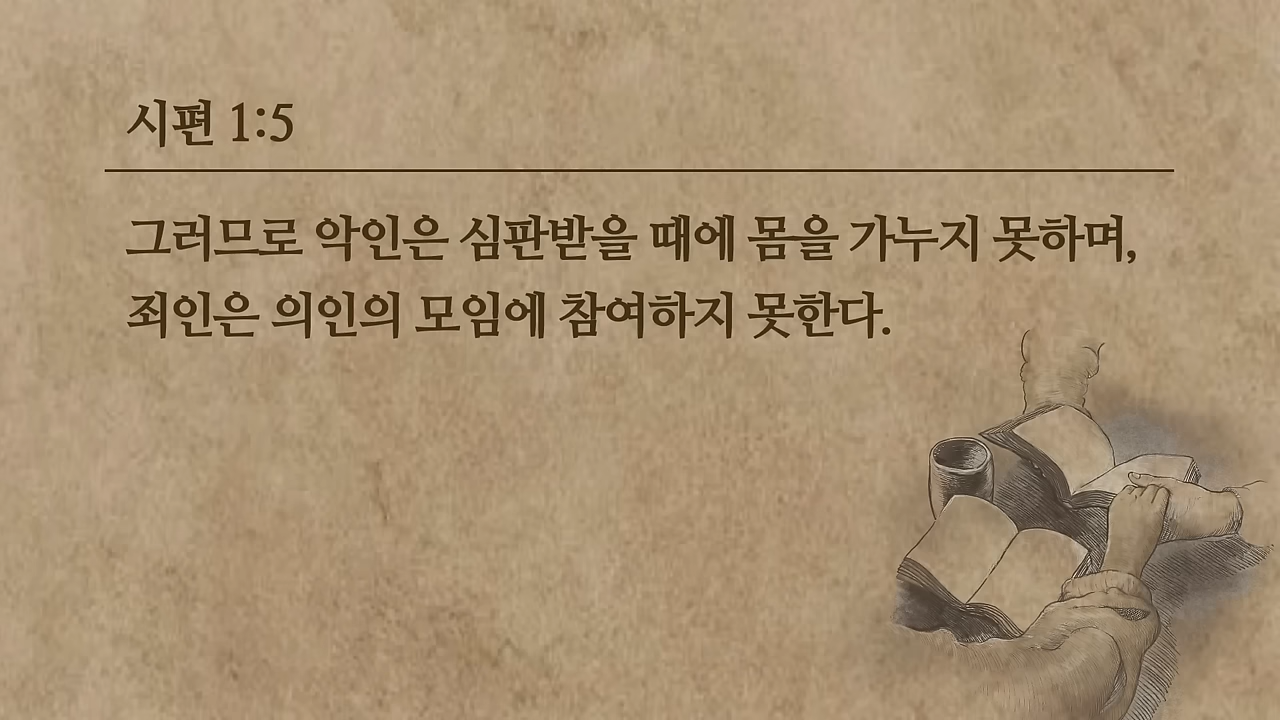 시편 1:5
그러므로 악인은 심판받을 때에 몸을 가누지 못하며,
죄인은 의인의 모임에 참여하지 못한다.